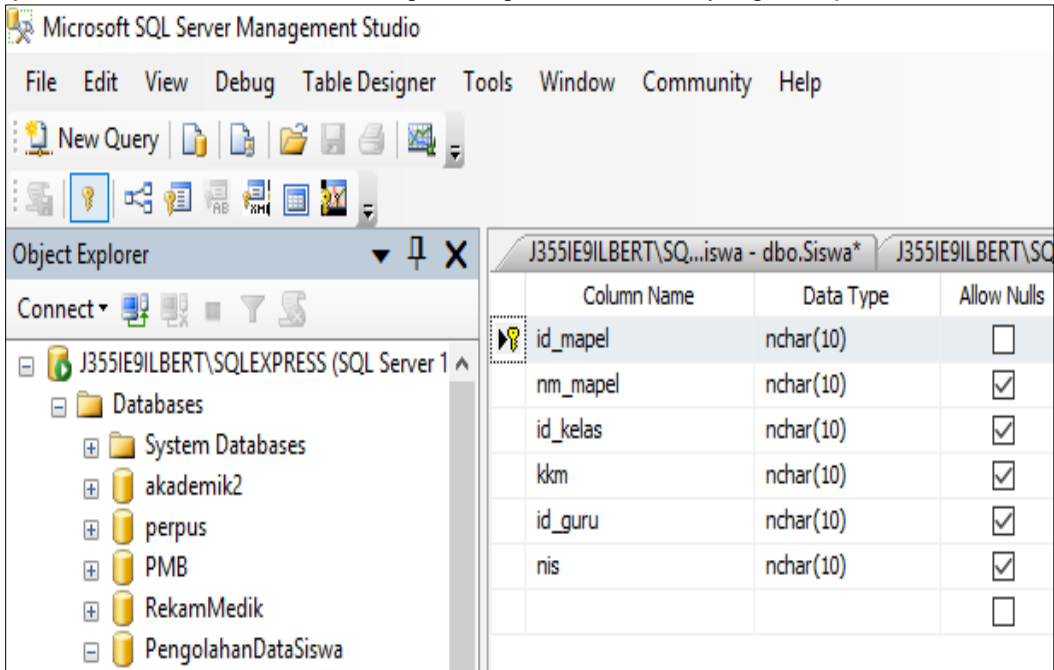 Microsoft SQL Server Management Studio
File Edit View Debug Table Designer Tools Window Community Help
New Query
Object Explorer
Connect
J355IE9ILBERT\SQLEXPRESS (SQL Server 1
Databases
System Databases
akademik2
perpus
PMB
RekamMedik
PengolahanDataSiswa
J355IE9ILBERT\SQ...iswa - dbo.Siswa* J355IE9ILBERT\SQ
Column Name Data Type Allow Nulls
id_mapel nchar(10)
nm_mapel nchar(10)
id_kelas nchar(10)
kkm nchar(10)
id_guru nchar(10)
nis nchar(10)